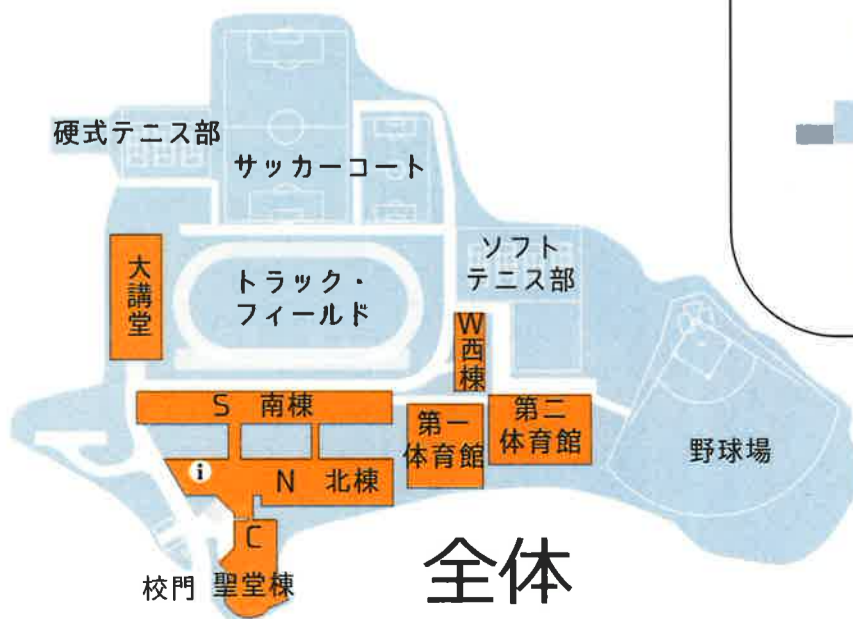 硬式テニス部
サッカーコート
大講堂
トラック・
フィールド
ソフト
テニス部
W西棟
S 南棟
第一
体育館
第二
体育館
野球場
i
N 北棟
C
聖堂棟
校門
全体